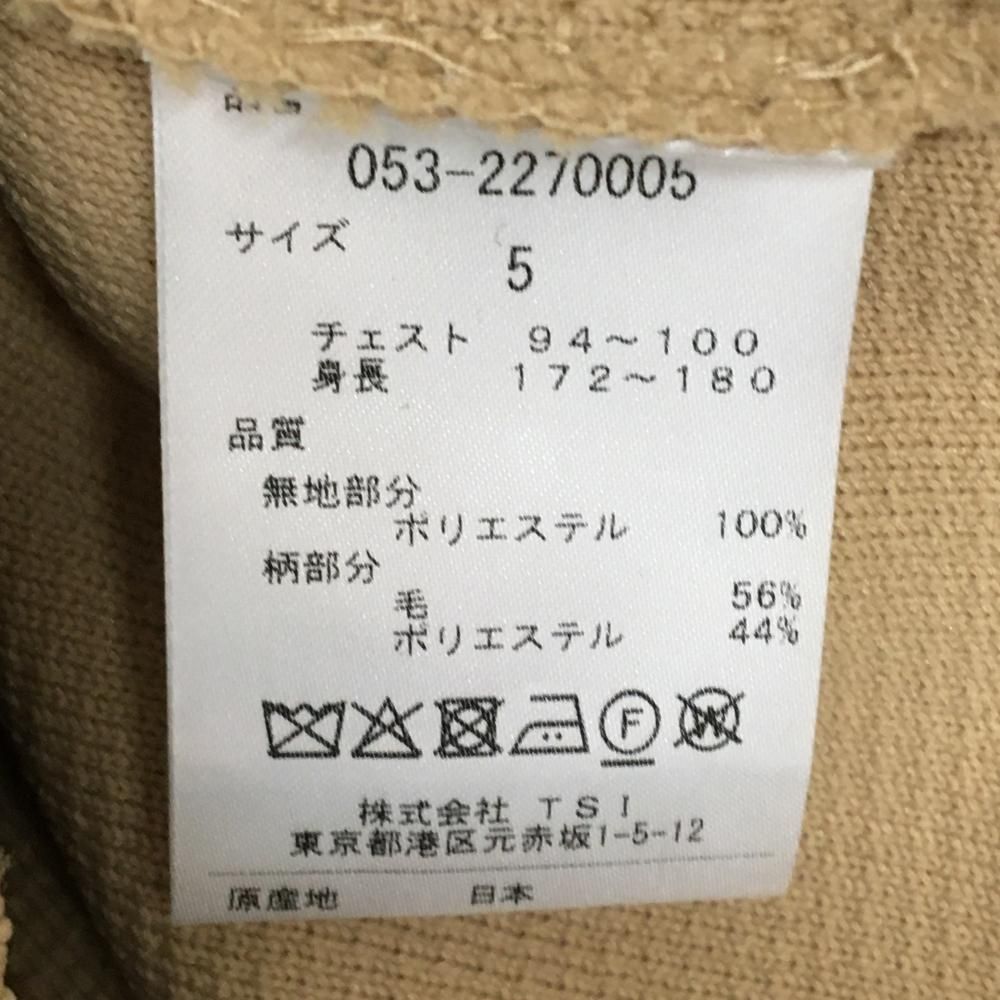 053-2270005
サイズ
5
チェスト 94~100
身長 172~180
品質
無地部分
ポリエステル 100%
柄部分
毛 56%
ポリエステル 44%
F
W
株式会社 TSI
東京都港区元赤坂1-5-12
原産地 日本